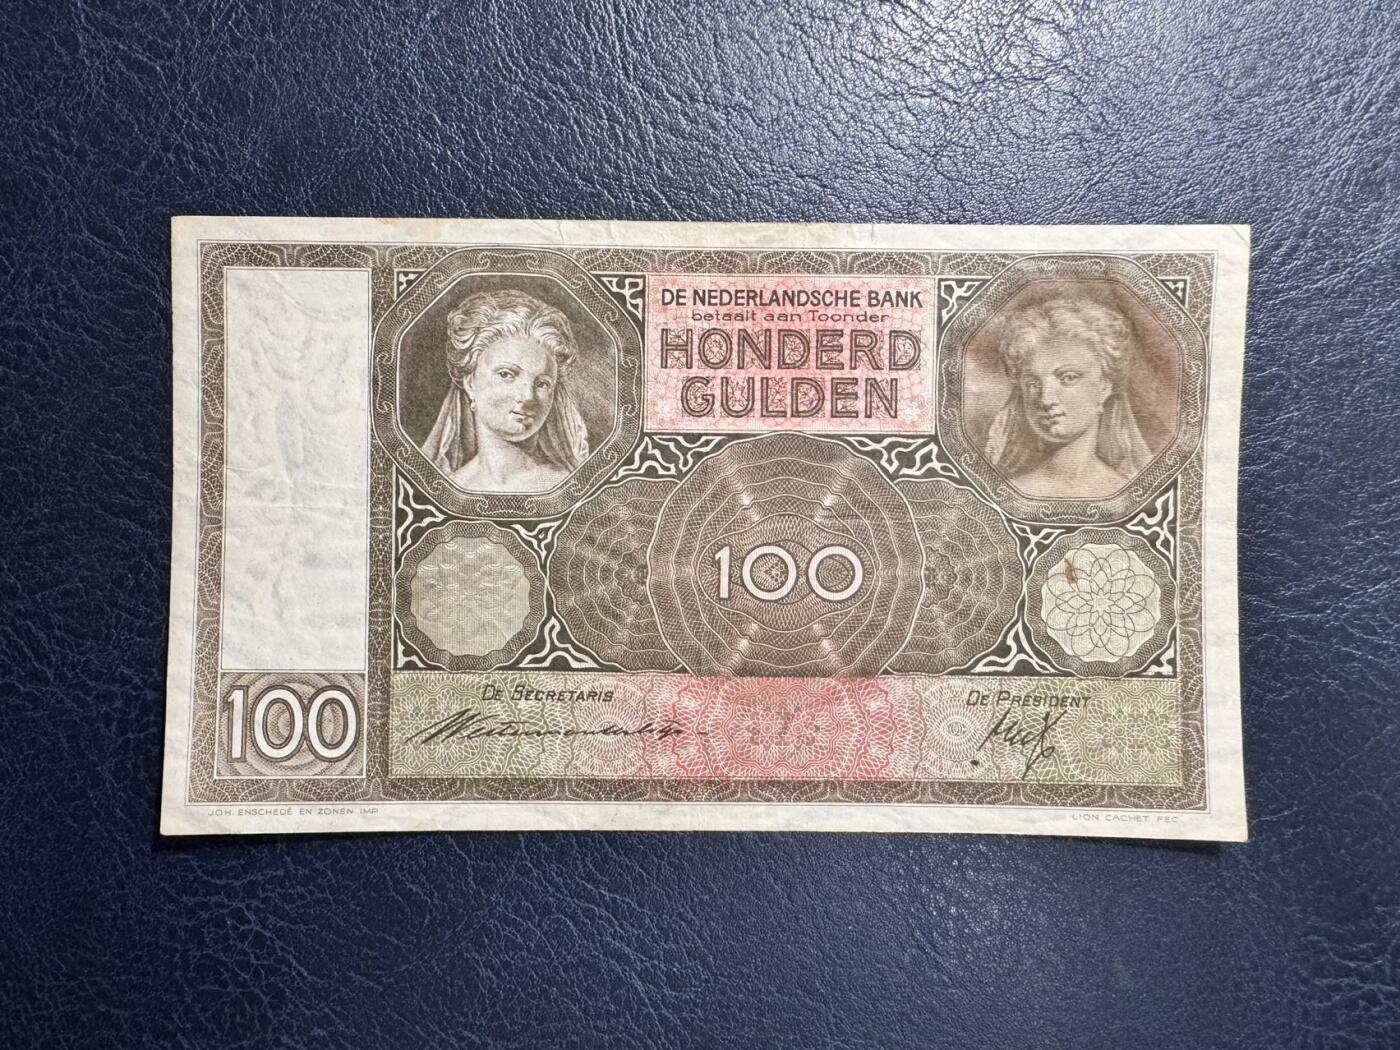 DE NEDERLANDSCHE BANK
betaalt aan Toonder
HONDERD
GULDEN
100
100
DE SECRETARIS
DE PRESIDENT
JOH. ENSCHEDÉ EN ZONEN IMP
LION CACHET FEC